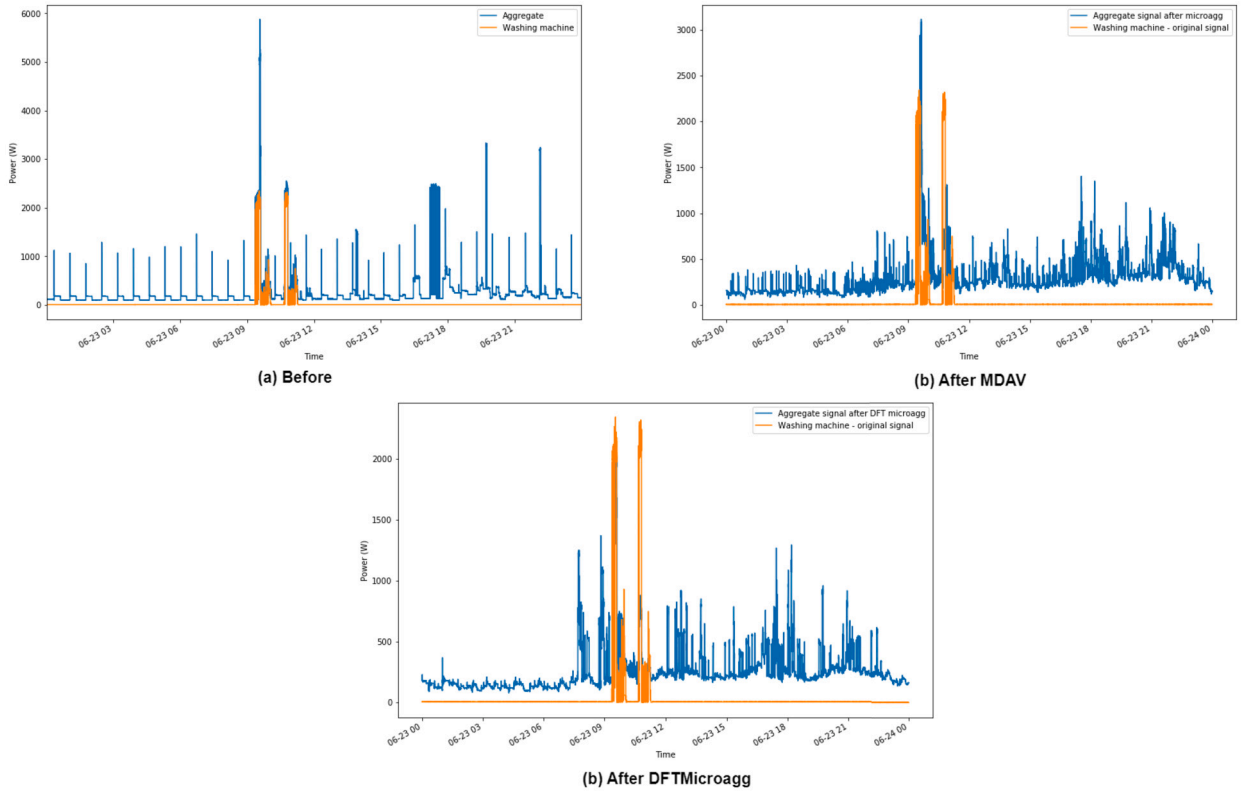 6000
5000
4000
3000
2000
1000
0
Power (W)
Aggregate
Washing machine
06-23 03
06-23 06
06-23 09
06-23 12
06-23 15
06-23 18
06-23 21
Time
(a) Before
3000
2500
2000
1500
1000
500
0
Power (W)
Aggregate signal after microagg
Washing machine - original signal
06-23 00
06-23 03
06-23 06
06-23 09
06-23 12
06-23 15
06-23 18
06-23 21
06-24 00
Time
(b) After MDAV
2000
1500
1000
500
0
Power (W)
Aggregate signal after DFT microagg
Washing machine - original signal
06-23 00
06-23 03
06-23 06
06-23 09
06-23 12
06-23 15
06-23 18
06-23 21
06-24 00
Time
(b) After DFTMicroagg